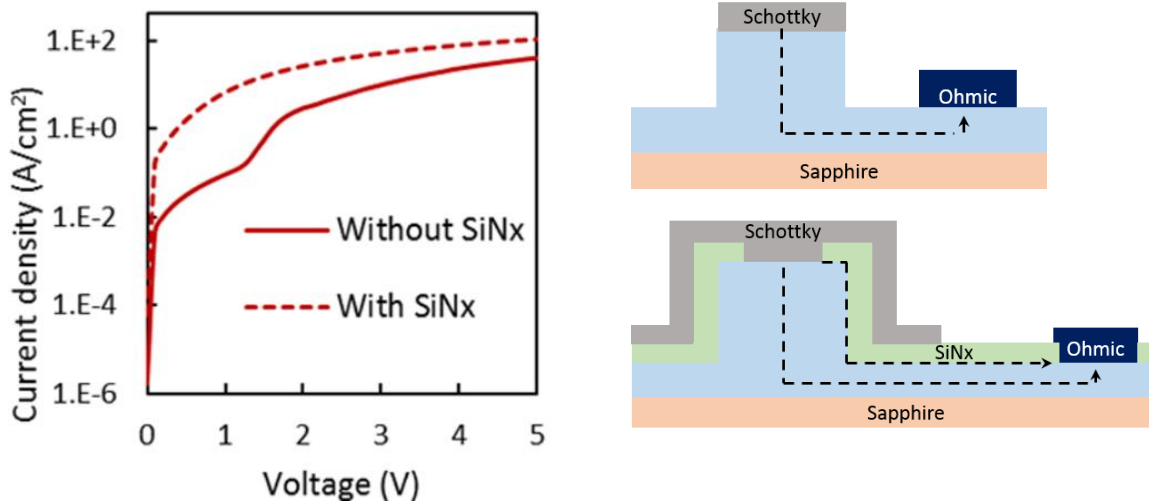 Current density (A/cm²)
1.E+2
1.E+0
1.E-2
1.E-4
1.E-6
Without SiNx
With SiNx
0 1 2 3 4 5
Voltage (V)
Schottky
Ohmic
Sapphire
Schottky
SiNx
Ohmic
Sapphire